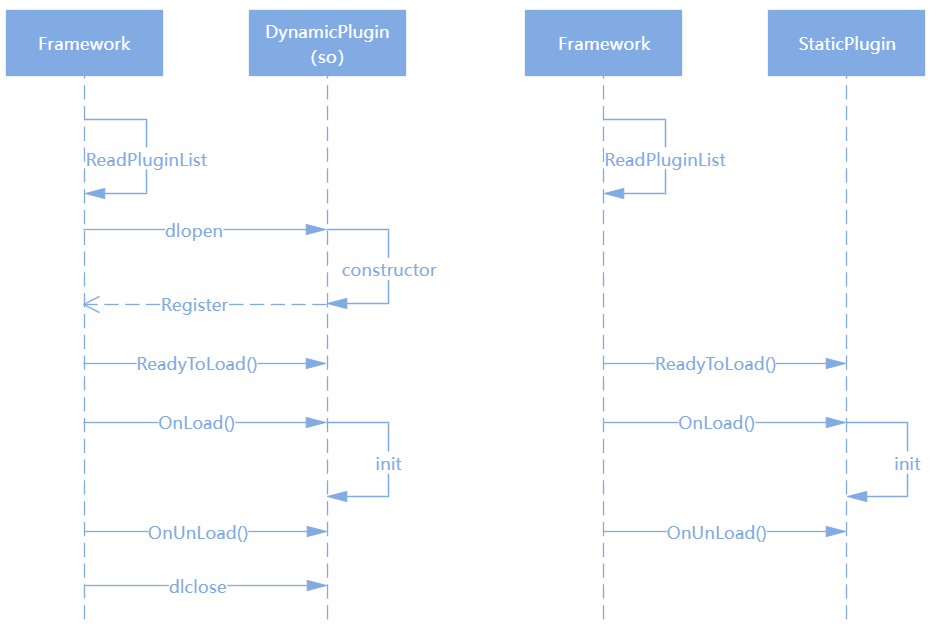 Framework
DynamicPlugin
(so)
ReadPluginList
dlopen
constructor
Register
ReadyToLoad()
OnLoad()
init
OnUnLoad()
dlclose
Framework
StaticPlugin
ReadPluginList
ReadyToLoad()
OnLoad()
init
OnUnLoad()